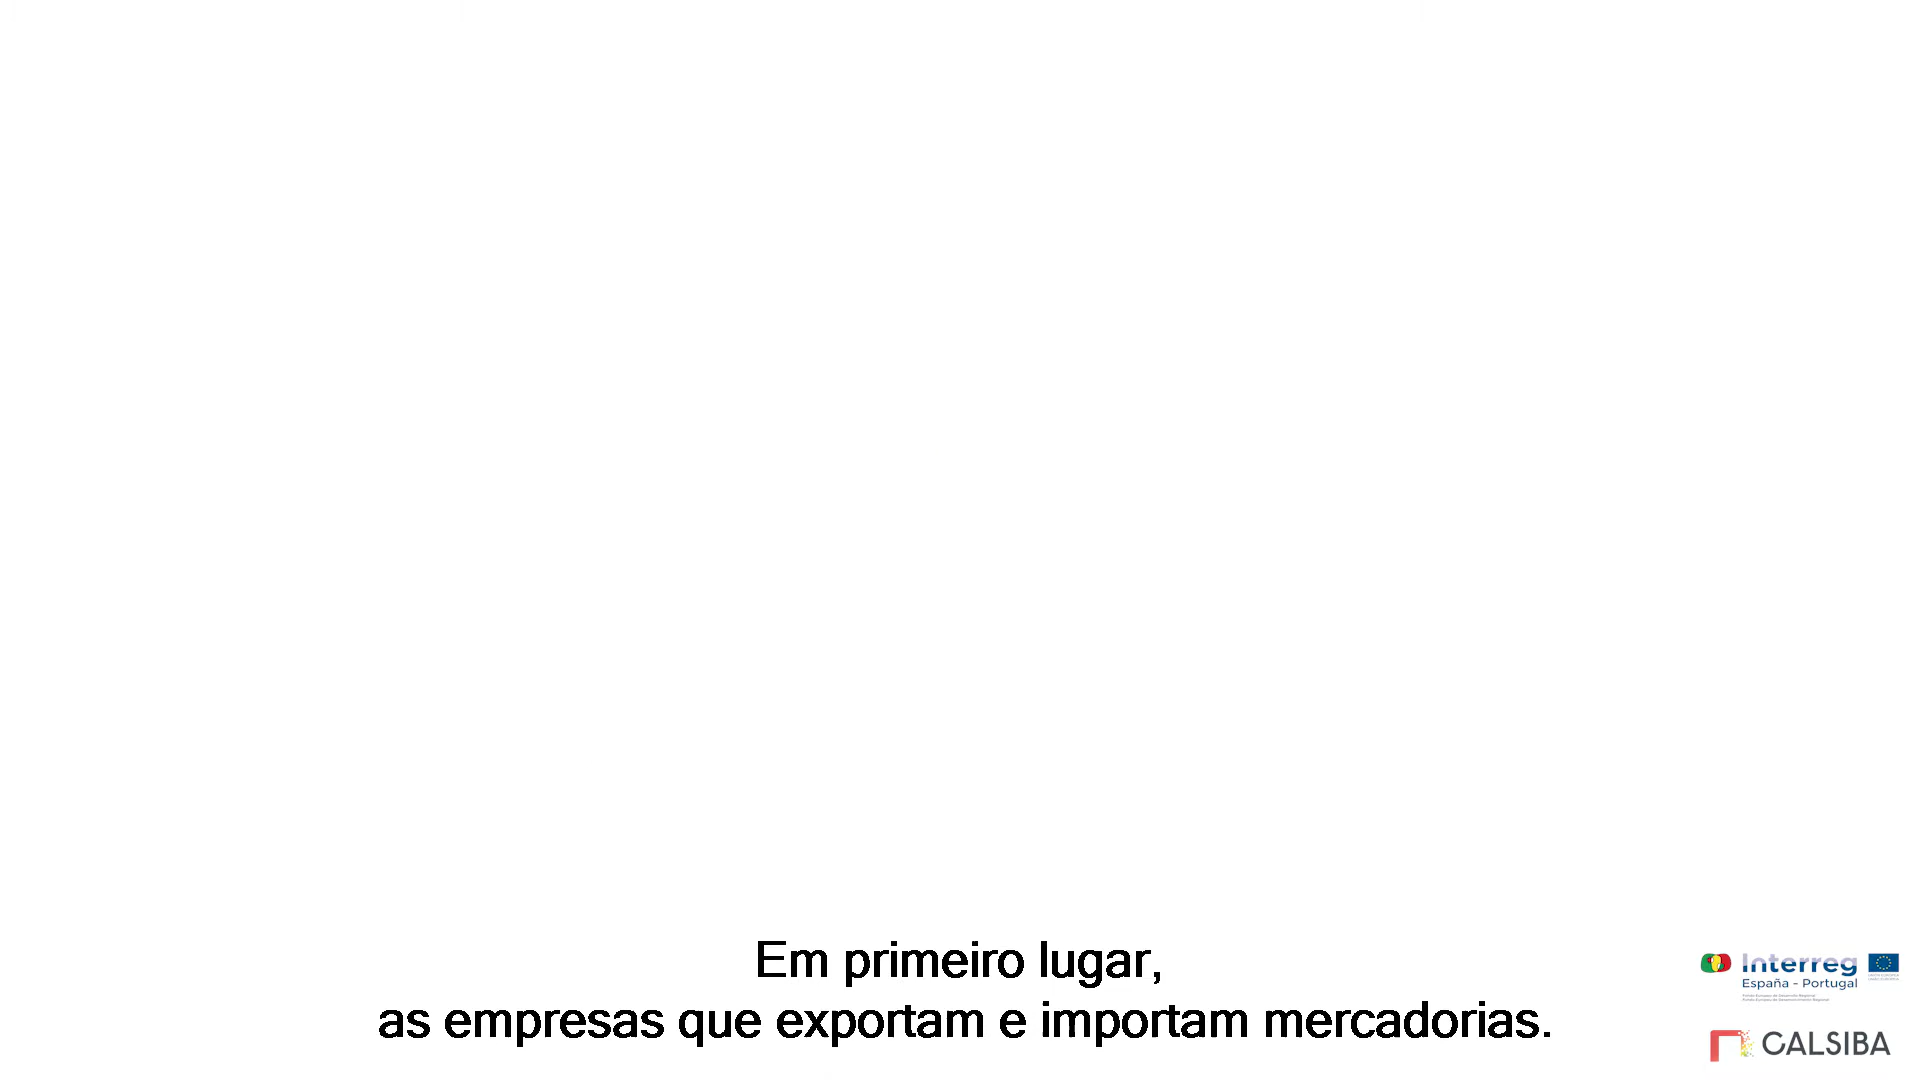 Em primeiro lugar,
as empresas que exportam e importam mercadorias.
Interreg
España - Portugal
CALSIBA